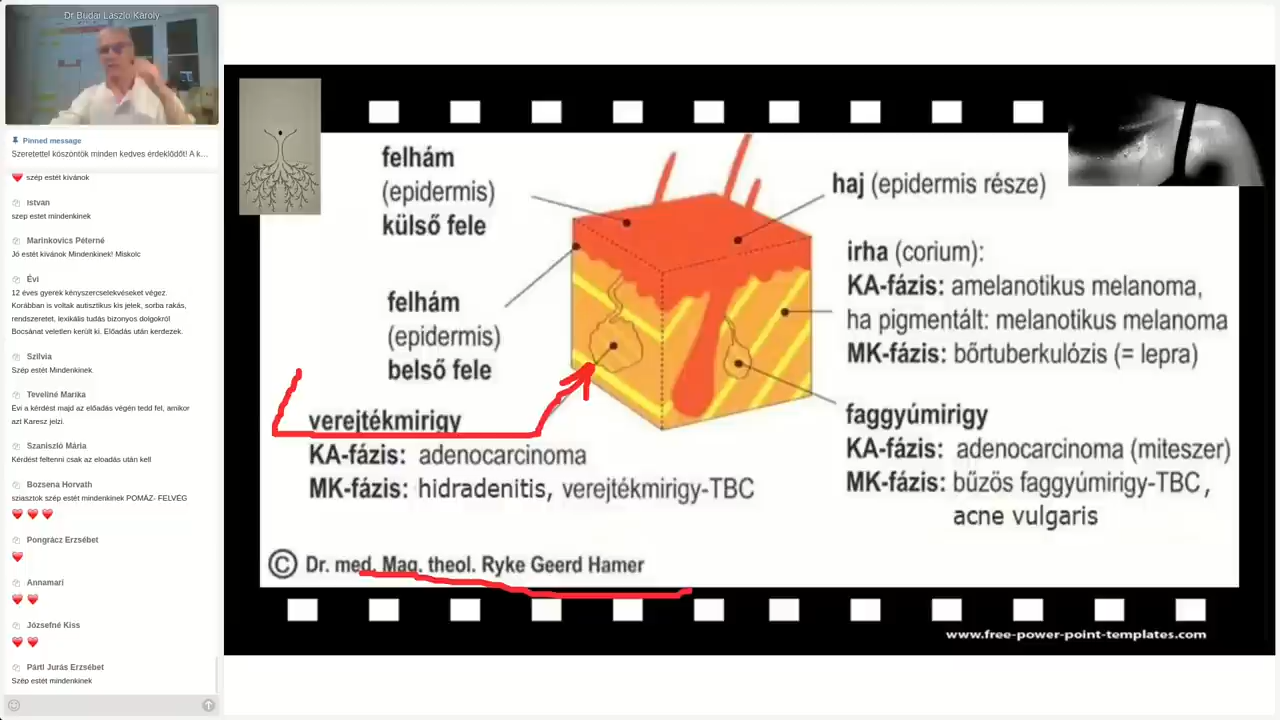 Dr Budai László Károly
Pinned message
Szeretettel köszöntök minden kedves érdeklődőt! A k...
szép estét kívánok
istvan
szep estet mindenkinek
Marinkovics Péterné
Jó estét kívánok Mindenkinek! Miskolc
Évi
12 éves gyerek kényszercselekvéseket végez.
Korábban is voltak autisztikus kis jelek, sorba rakás,
rendszeretet, lexikális tudás bizonyos dolgokról
Bocsánat veletlen került ki. Előadás után kerdezek.
Szilvia
Szép estét Mindenkinek.
Teveliné Marika
Évi a kérdést majd az előadás végén tedd fel, amikor
azt Karesz jelzi.
Szaniszló Mária
Kérdést feltenni csak az eloadás után kell
Bozsena Horvath
sziasztok szép estét mindenkinek POMÁZ- FELVÉG
Pongrácz Erzsébet
Annamari
Józsefné Kiss
Pártl Jurás Erzsébet
Szép estét mindenkinek
felhám
(epidermis)
külső fele
felhám
(epidermis)
belső fele
verejtékmirigy
KA-fázis: adenocarcinoma
MK-fázis: hidradenitis, verejtékmirigy-TBC
haj (epidermis része)
irha (corium):
KA-fázis: amelanotikus melanoma,
ha pigmentált: melanotikus melanoma
MK-fázis: bőrtuberkulózis (= lepra)
faggyúmirigy
KA-fázis: adenocarcinoma (miteszer)
MK-fázis: bűzös faggyúmirigy-TBC,
acne vulgaris
© Dr. med. Mag. theol. Ryke Geerd Hamer
www.free-power-point-templates.com